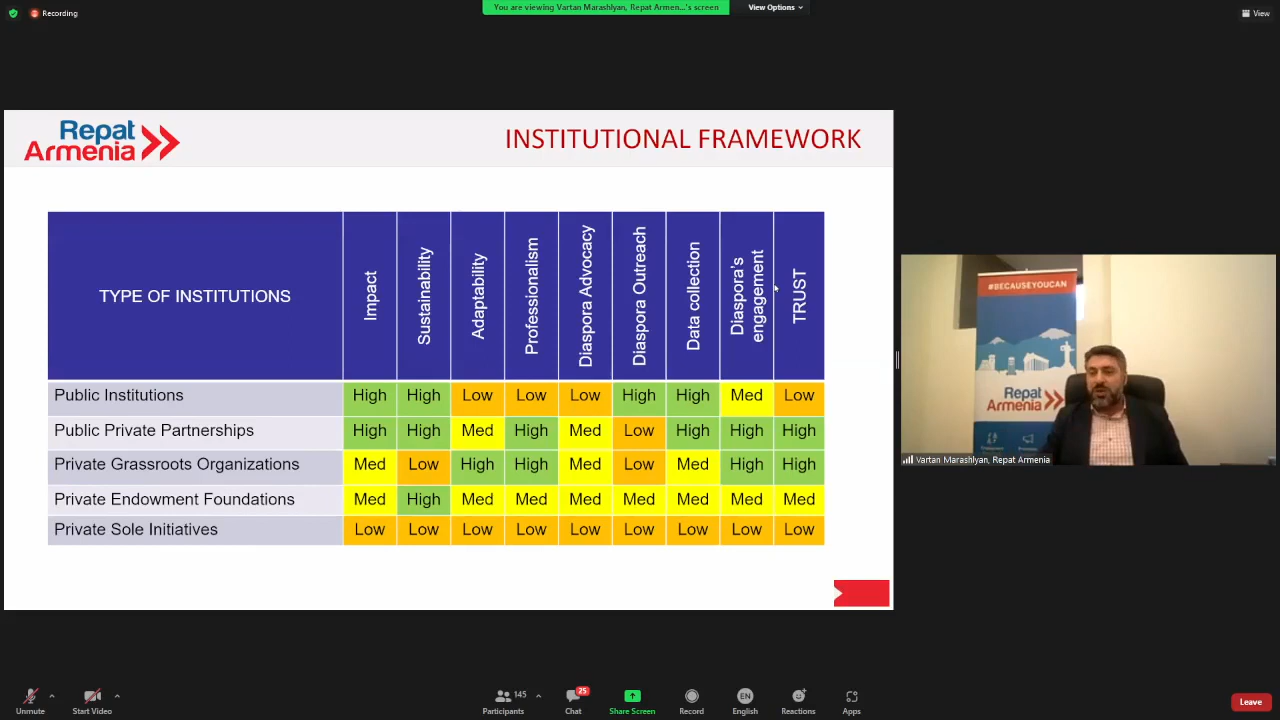 Recording
You are viewing Vartan Marashlyan, Repat Armen...'s screen
View Options
View
Repat
Armenia
INSTITUTIONAL FRAMEWORK
TYPE OF INSTITUTIONS
Impact
Sustainability
Adaptability
Professionalism
Diaspora Advocacy
Diaspora Outreach
Data collection
Diaspora's
engagement
TRUST
Public Institutions High High Low Low Low High High Med Low
Public Private Partnerships High High Med High Med Low High High High
Private Grassroots Organizations Med Low High High Med Low Med High High
Private Endowment Foundations Med High Med Med Med Med Med Med Med
Private Sole Initiatives Low Low Low Low Low Low Low Low Low
#BECAUSEYOUCAN
Repat
Armenia
Vartan Marashlyan, Repat Armenia
Unmute
Start Video
145
Participants
25
Chat
Share Screen
Record
EN
English
Reactions
Apps
Leave